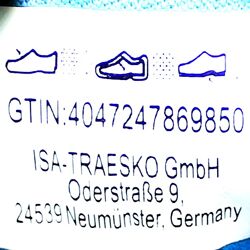 GTIN:4047247869850
ISA-TRAESKO GmbH
Oderstraße 9,
24539 Neumünster, Germany